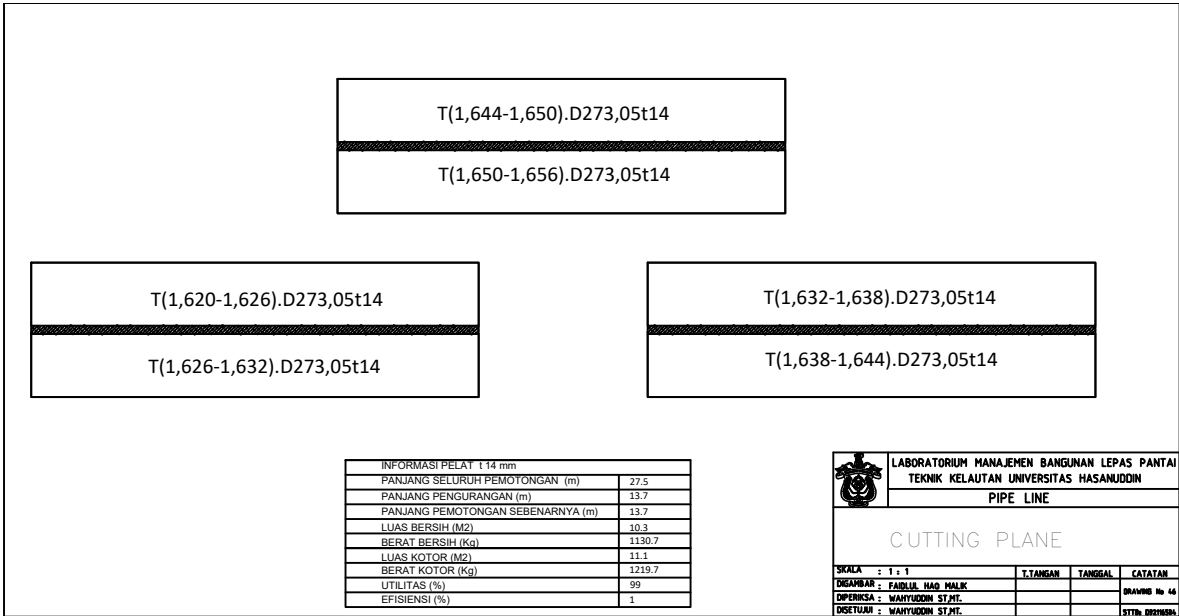 T(1,644-1,650).D273,05t14
T(1,650-1,656).D273,05t14
T(1,620-1,626).D273,05t14
T(1,626-1,632).D273,05t14
T(1,632-1,638).D273,05t14
T(1,638-1,644).D273,05t14
INFORMASI PELAT t 14 mm
PANJANG SELURUH PEMOTONGAN (m) 27.5
PANJANG PENGURANGAN (m) 13.7
PANJANG PEMOTONGAN SEBENARNYA (m) 13.7
LUAS BERSIH (M2) 10.3
BERAT BERSIH (Kg) 1130.7
LUAS KOTOR (M2) 11.1
BERAT KOTOR (Kg) 1219.7
UTILITAS (%) 99
EFISIENSI (%) 1
LABORATORIUM MANAJEMEN BANGUNAN LEPAS PANTAI
TEKNIK KELAUTAN UNIVERSITAS HASANUDDIN
PIPE LINE
CUTTING PLANE
SKALA : 1 : 1 T.TANGAN TANGGAL CATATAN
DIGAMBAR : FAIDLUL HAQ MALIK
DRAWING No 46
DIPERIKSA : WAHYUDDIN ST,MT.
DISETUJUI : WAHYUDDIN ST,MT.